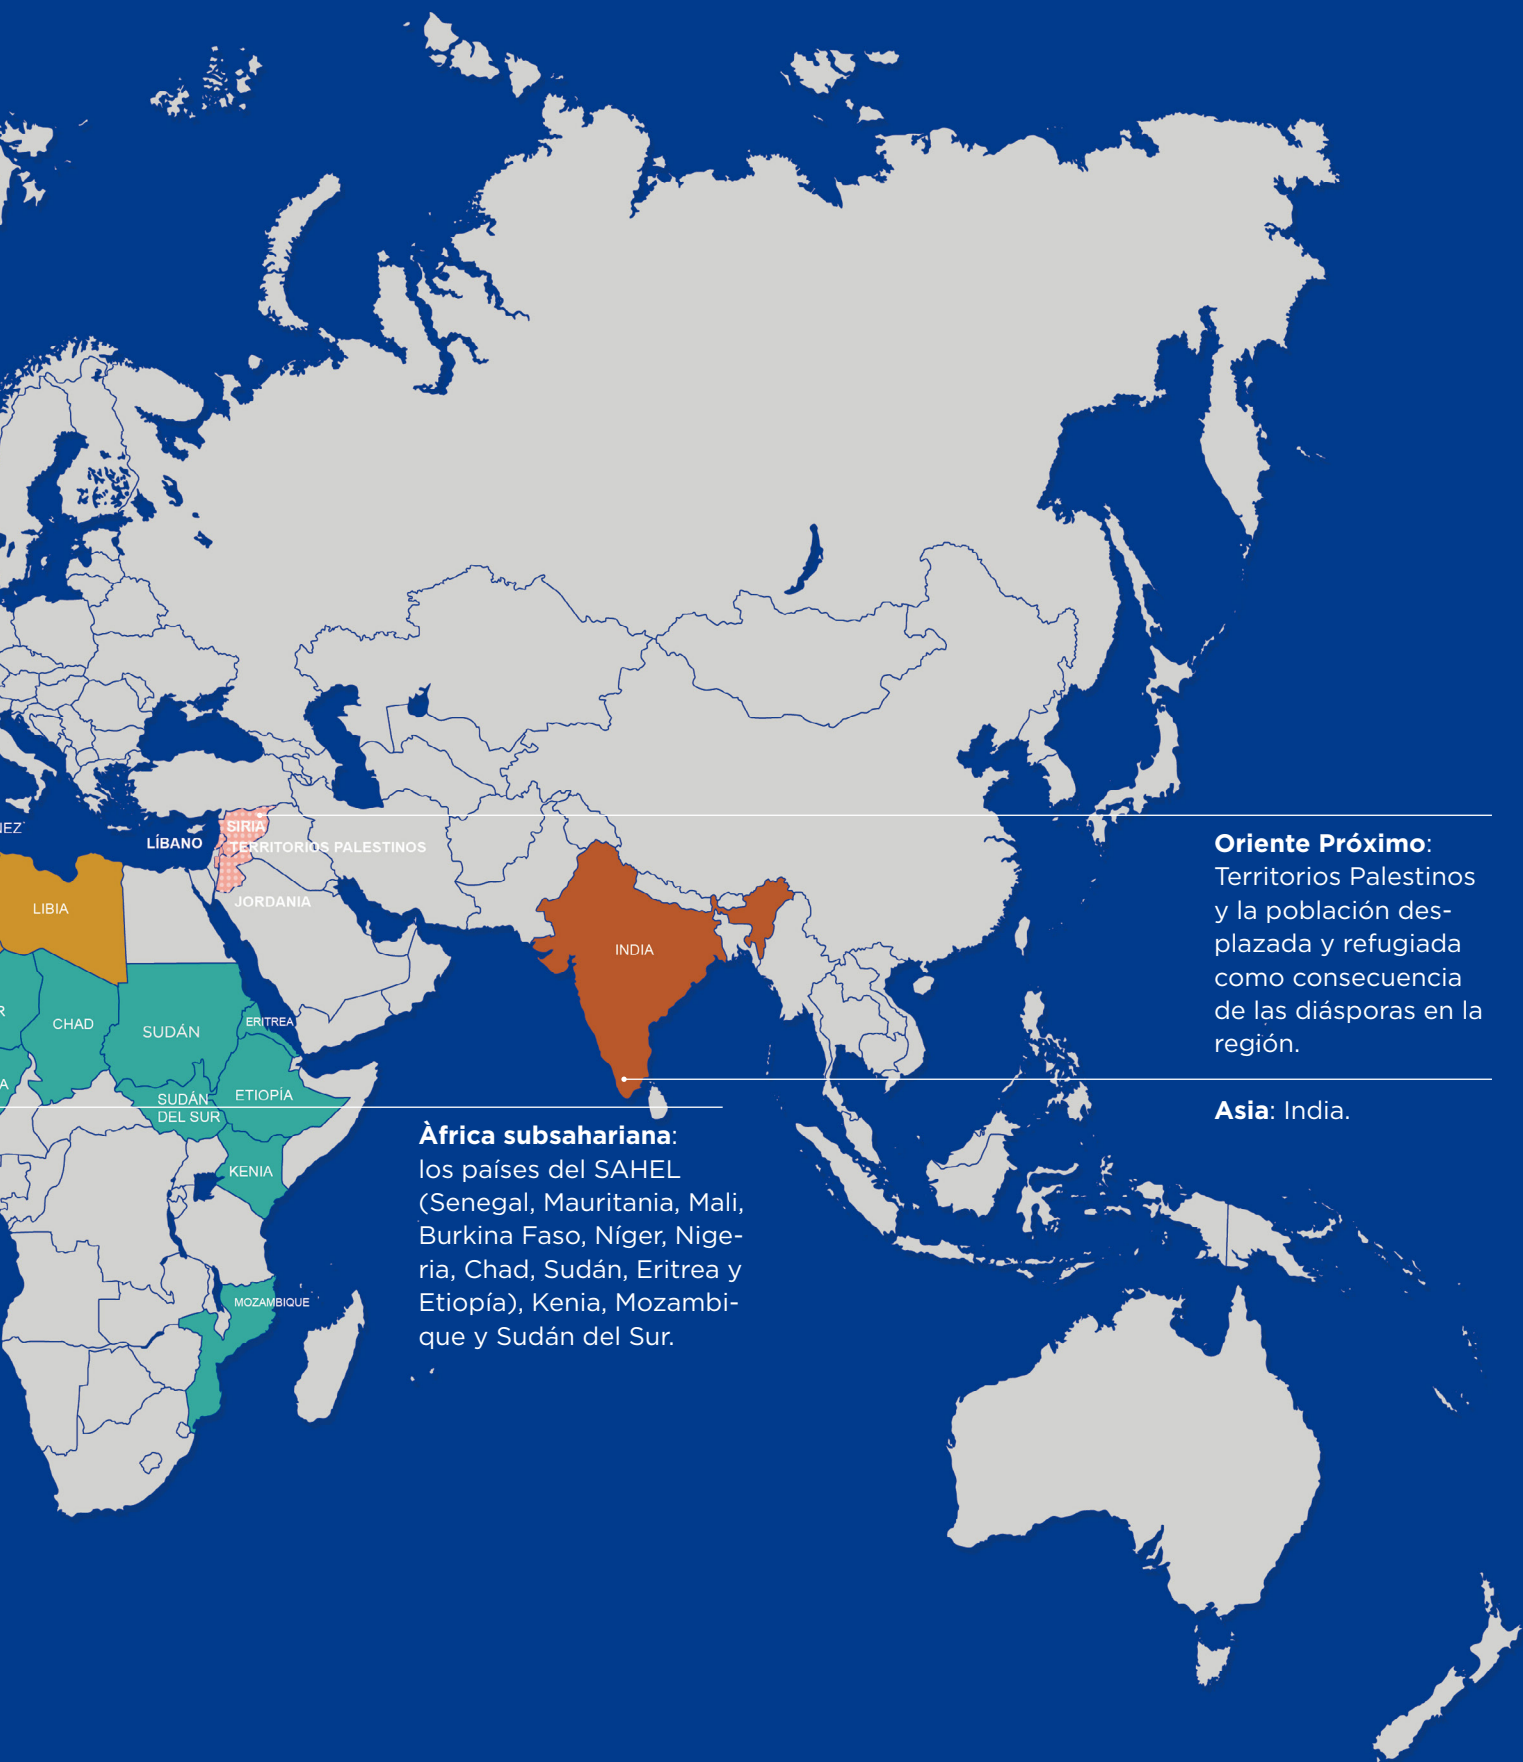 NEZ
SIRIA
LÍBANO
TERRITORIOS PALESTINOS
JORDANIA
LIBIA
INDIA
R
CHAD
SUDÁN
ERITREA
A
SUDÁN
DEL SUR
ETIOPÍA
KENIA
MOZAMBIQUE
Oriente Próximo:
Territorios Palestinos
y la población des-
plazada y refugiada
como consecuencia
de las diásporas en la
región.
Asia: India.
Àfrica subsahariana:
los países del SAHEL
(Senegal, Mauritania, Mali,
Burkina Faso, Níger, Nige-
ria, Chad, Sudán, Eritrea y
Etiopía), Kenia, Mozambi-
que y Sudán del Sur.